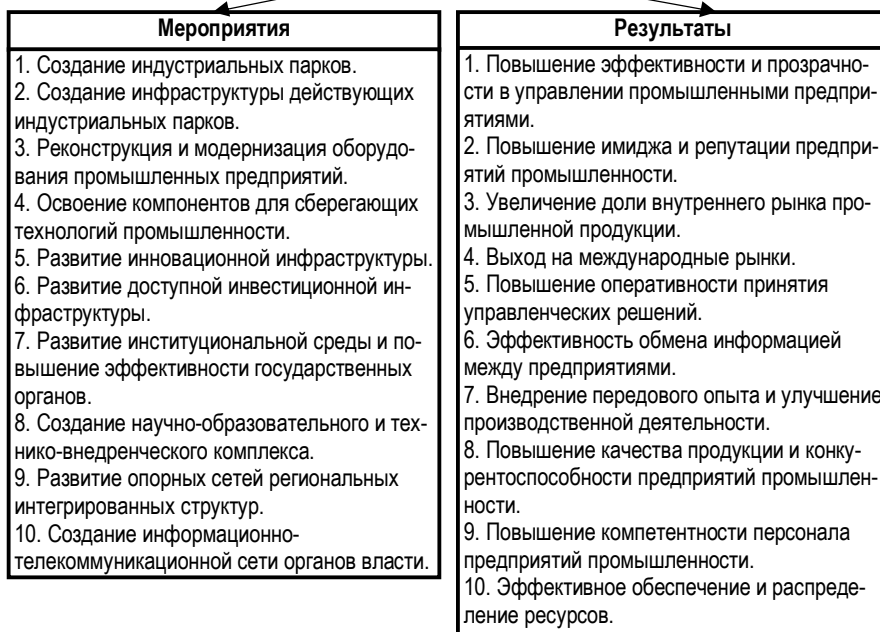 Мероприятия
1. Создание индустриальных парков.
2. Создание инфраструктуры действующих
индустриальных парков.
3. Реконструкция и модернизация оборудо-
вания промышленных предприятий.
4. Освоение компонентов для сберегающих
технологий промышленности.
5. Развитие инновационной инфраструктуры.
6. Развитие доступной инвестиционной ин-
фраструктуры.
7. Развитие институциональной среды и по-
вышение эффективности государственных
органов.
8. Создание научно-образовательного и тех-
нико-внедренческого комплекса.
9. Развитие опорных сетей региональных
интегрированных структур.
10. Создание информационно-
телекоммуникационной сети органов власти.
Результаты
1. Повышение эффективности и прозрачно-
сти в управлении промышленными предпри-
ятиями.
2. Повышение имиджа и репутации предпри-
ятий промышленности.
3. Увеличение доли внутреннего рынка про-
мышленной продукции.
4. Выход на международные рынки.
5. Повышение оперативности принятия
управленческих решений.
6. Эффективность обмена информацией
между предприятиями.
7. Внедрение передового опыта и улучшение
производственной деятельности.
8. Повышение качества продукции и конку-
рентоспособности предприятий промышлен-
ности.
9. Повышение компетентности персонала
предприятий промышленности.
10. Эффективное обеспечение и распреде-
ление ресурсов.